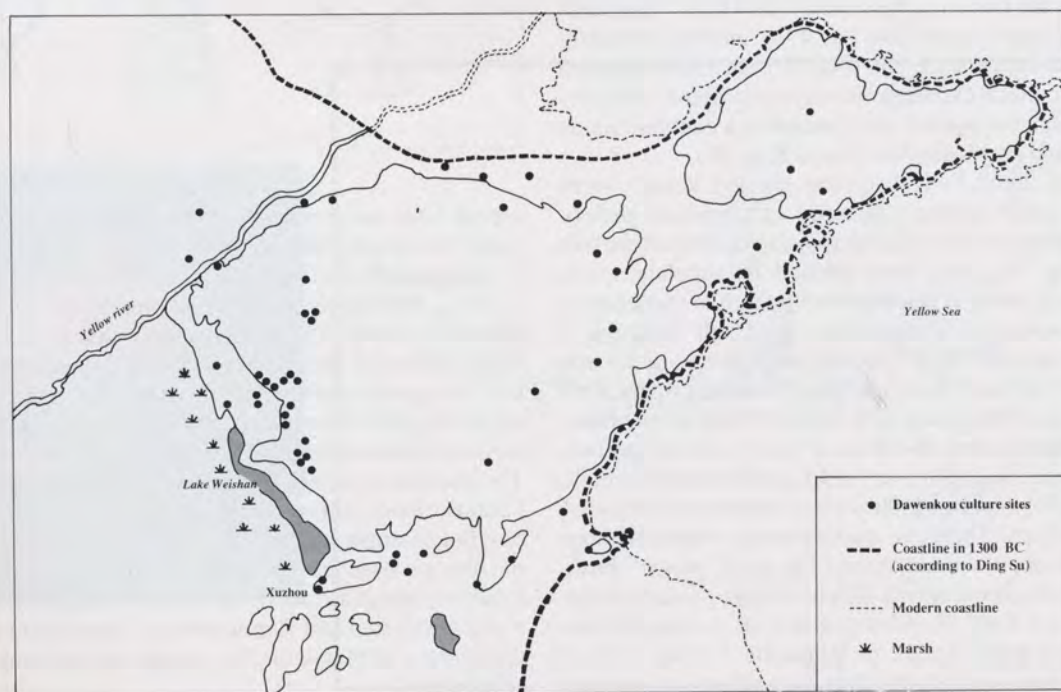 Yellow river
Yellow Sea
Lake Weishan
Xuzhou
Dawenkou culture sites
Coastline in 1300 BC
(according to Ding Su)
Modern coastline
Marsh